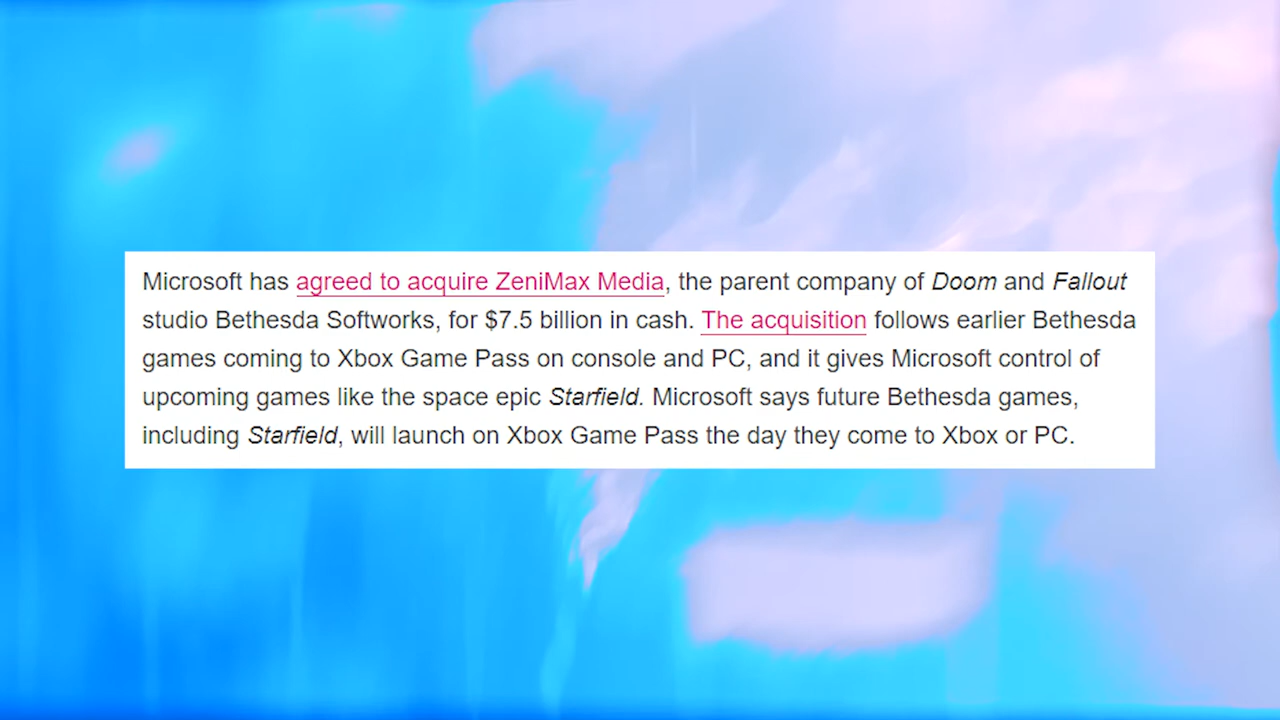 Microsoft has agreed to acquire ZeniMax Media, the parent company of Doom and Fallout
studio Bethesda Softworks, for $7.5 billion in cash. The acquisition follows earlier Bethesda
games coming to Xbox Game Pass on console and PC, and it gives Microsoft control of
upcoming games like the space epic Starfield. Microsoft says future Bethesda games,
including Starfield, will launch on Xbox Game Pass the day they come to Xbox or PC.